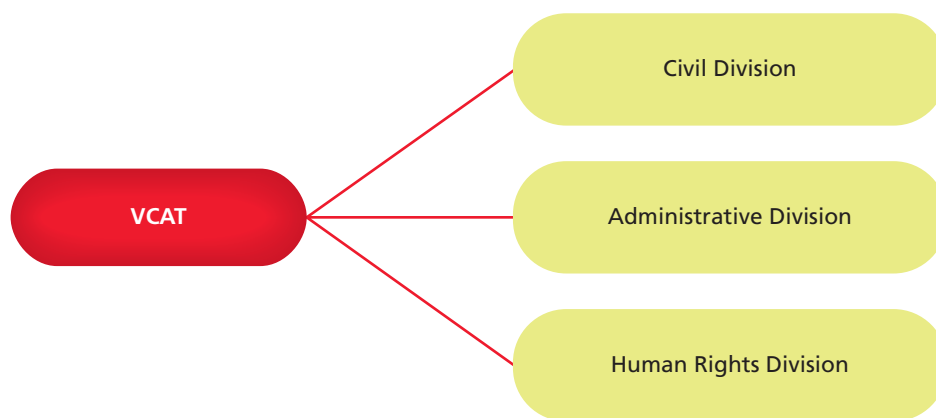 VCAT
Civil Division
Administrative Division
Human Rights Division